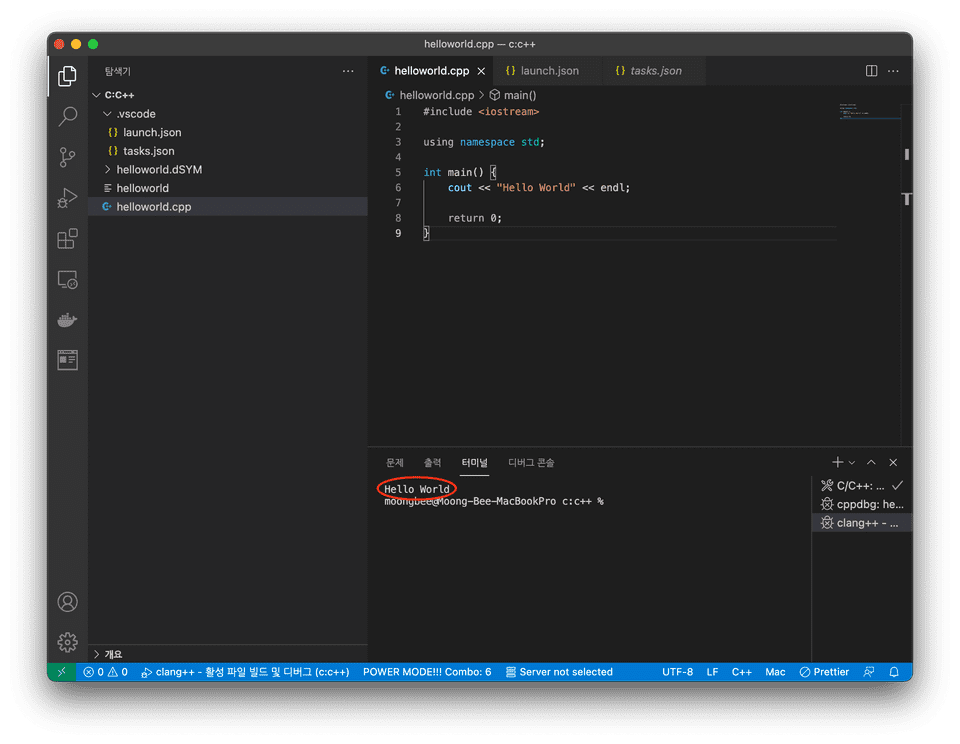 helloworld.cpp — c:c++
탐색기
C:C++
.vscode
{} launch.json
{} tasks.json
helloworld.dSYM
helloworld
helloworld.cpp
개요
helloworld.cpp
{} launch.json
{} tasks.json
helloworld.cpp > main()
1 #include <iostream>
2
3 using namespace std;
4
5 int main() {
6 cout << "Hello World" << endl;
7
8 return 0;
9 }
문제 출력 터미널 디버그 콘솔
Hello World
moongbee@Moong-Bee-MacBookPro c:c++ %
C/C++: ...
cppdbg: he...
clang++ - ...
0 0 clang++ - 활성 파일 빌드 및 디버그 (c:c++) POWER MODE!!! Combo: 6 Server not selected UTF-8 LF C++ Mac Prettier